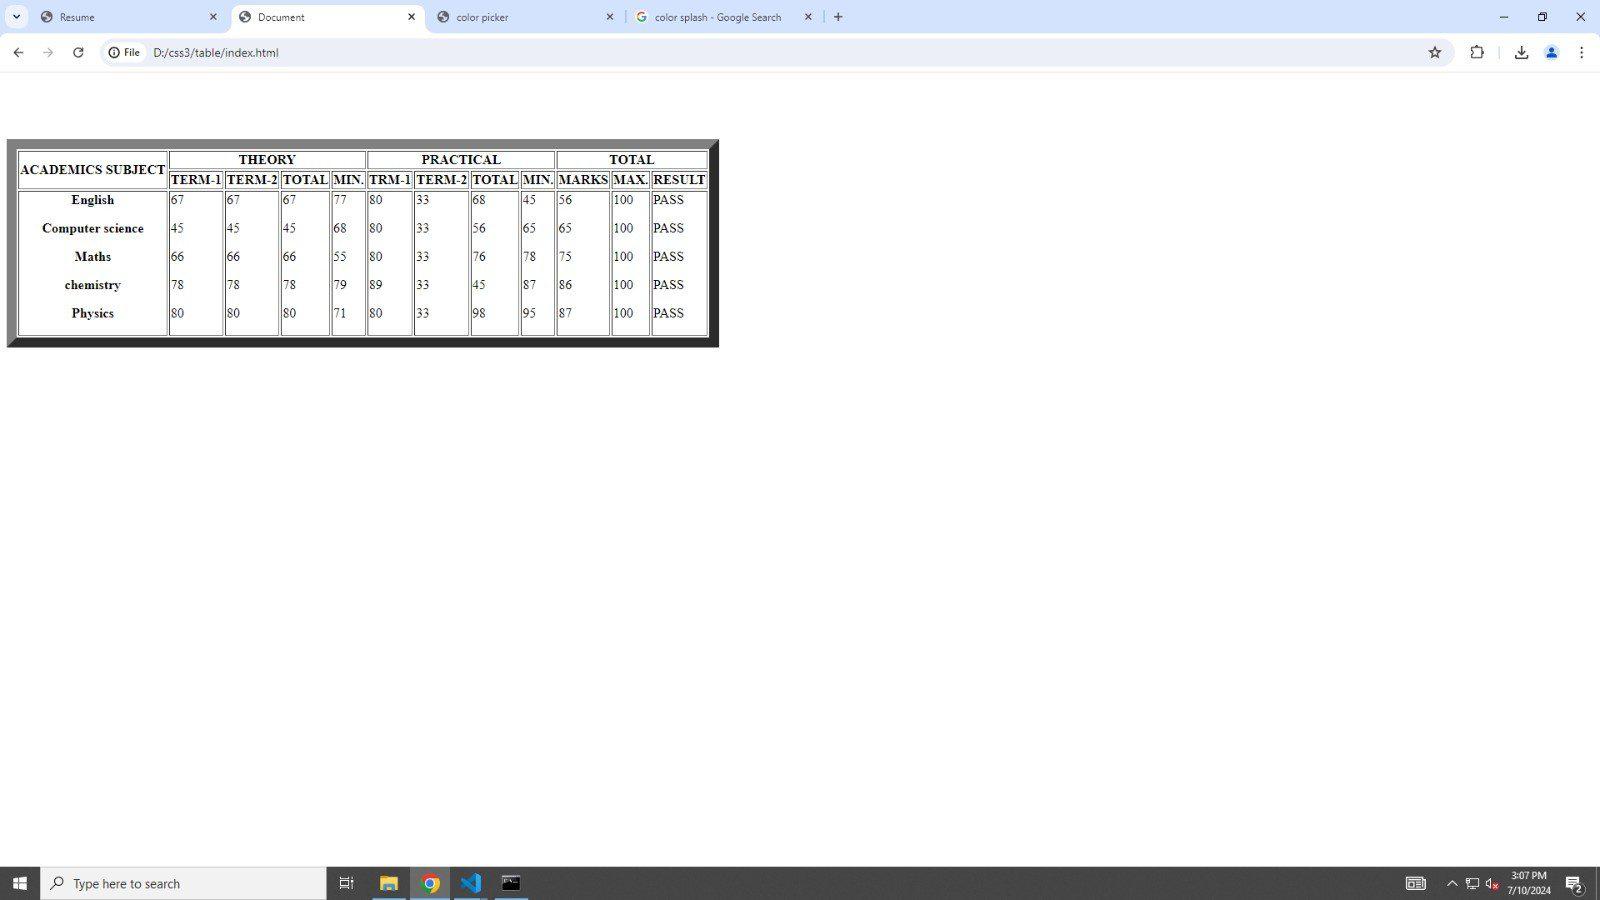 Resume
Document
color picker
color splash - Google Search
File
D:/css3/table/index.html
ACADEMICS SUBJECT THEORY PRACTICAL TOTAL
TERM-1 TERM-2 TOTAL MIN. TRM-1 TERM-2 TOTAL MIN. MARKS MAX. RESULT
English 67 67 67 77 80 33 68 45 56 100 PASS
Computer science 45 45 45 68 80 33 56 65 65 100 PASS
Maths 66 66 66 55 80 33 76 78 75 100 PASS
chemistry 78 78 78 79 89 33 45 87 86 100 PASS
Physics 80 80 80 71 80 33 98 95 87 100 PASS
Type here to search
3:07 PM
7/10/2024
2